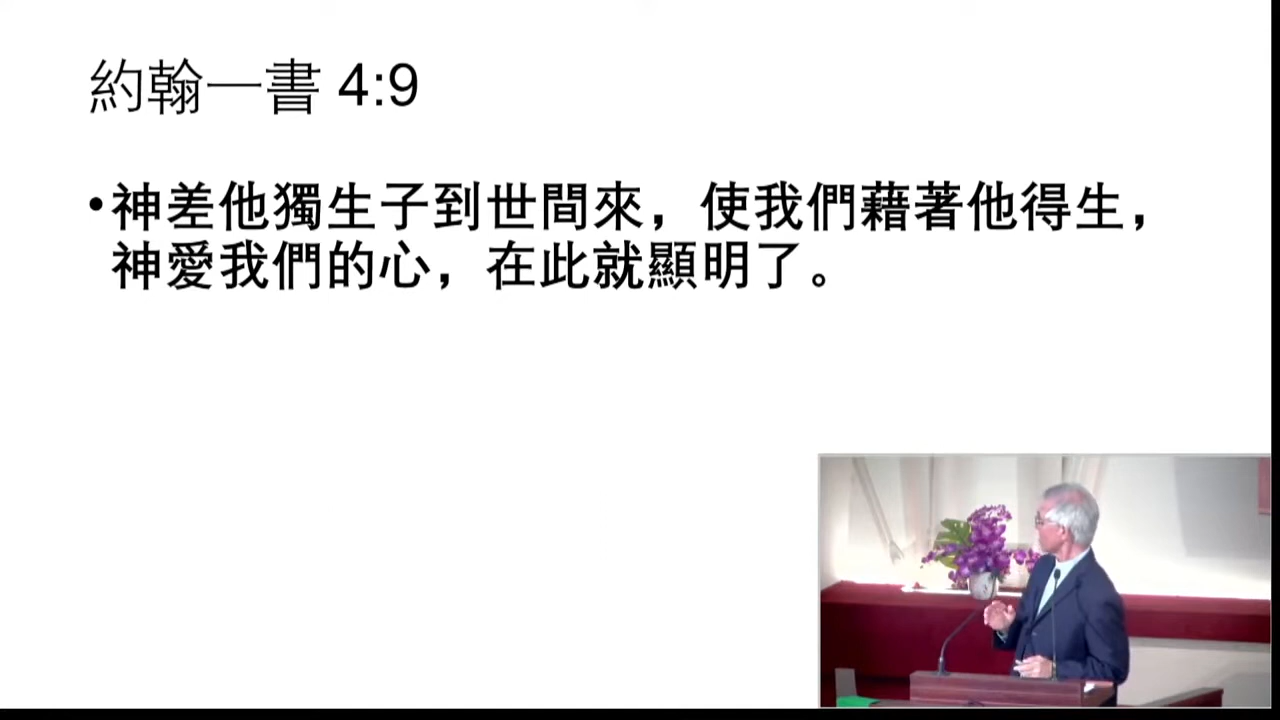 約翰一書 4:9
•神差他獨生子到世間來，使我們藉著他得生，
神愛我們的心，在此就顯明了。